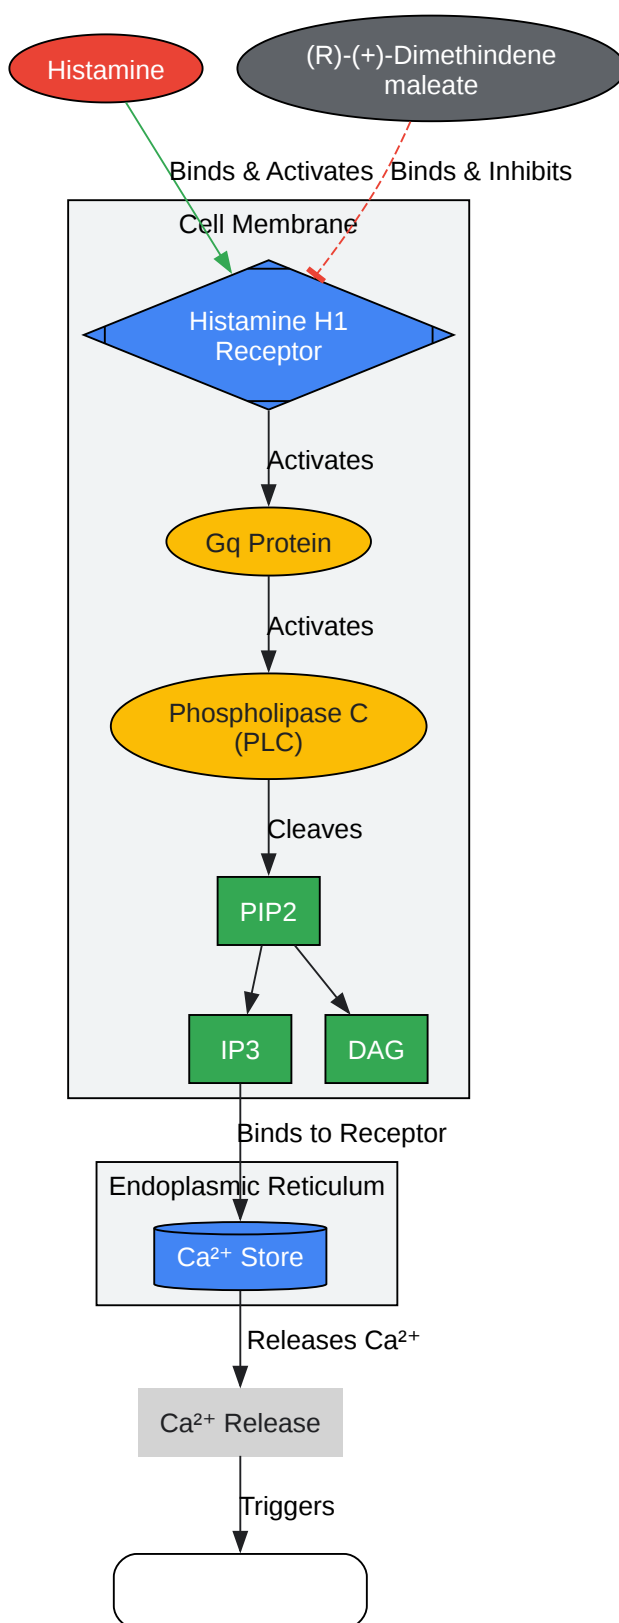 Histamine
(R)-(+)-Dimethindene
maleate
Binds & Activates
Binds & Inhibits
Cell Membrane
Histamine H1
Receptor
Activates
Gq Protein
Activates
Phospholipase C
(PLC)
Cleaves
PIP2
IP3
DAG
Binds to Receptor
Endoplasmic Reticulum
Ca²⁺ Store
Releases Ca²⁺
Ca²⁺ Release
Triggers